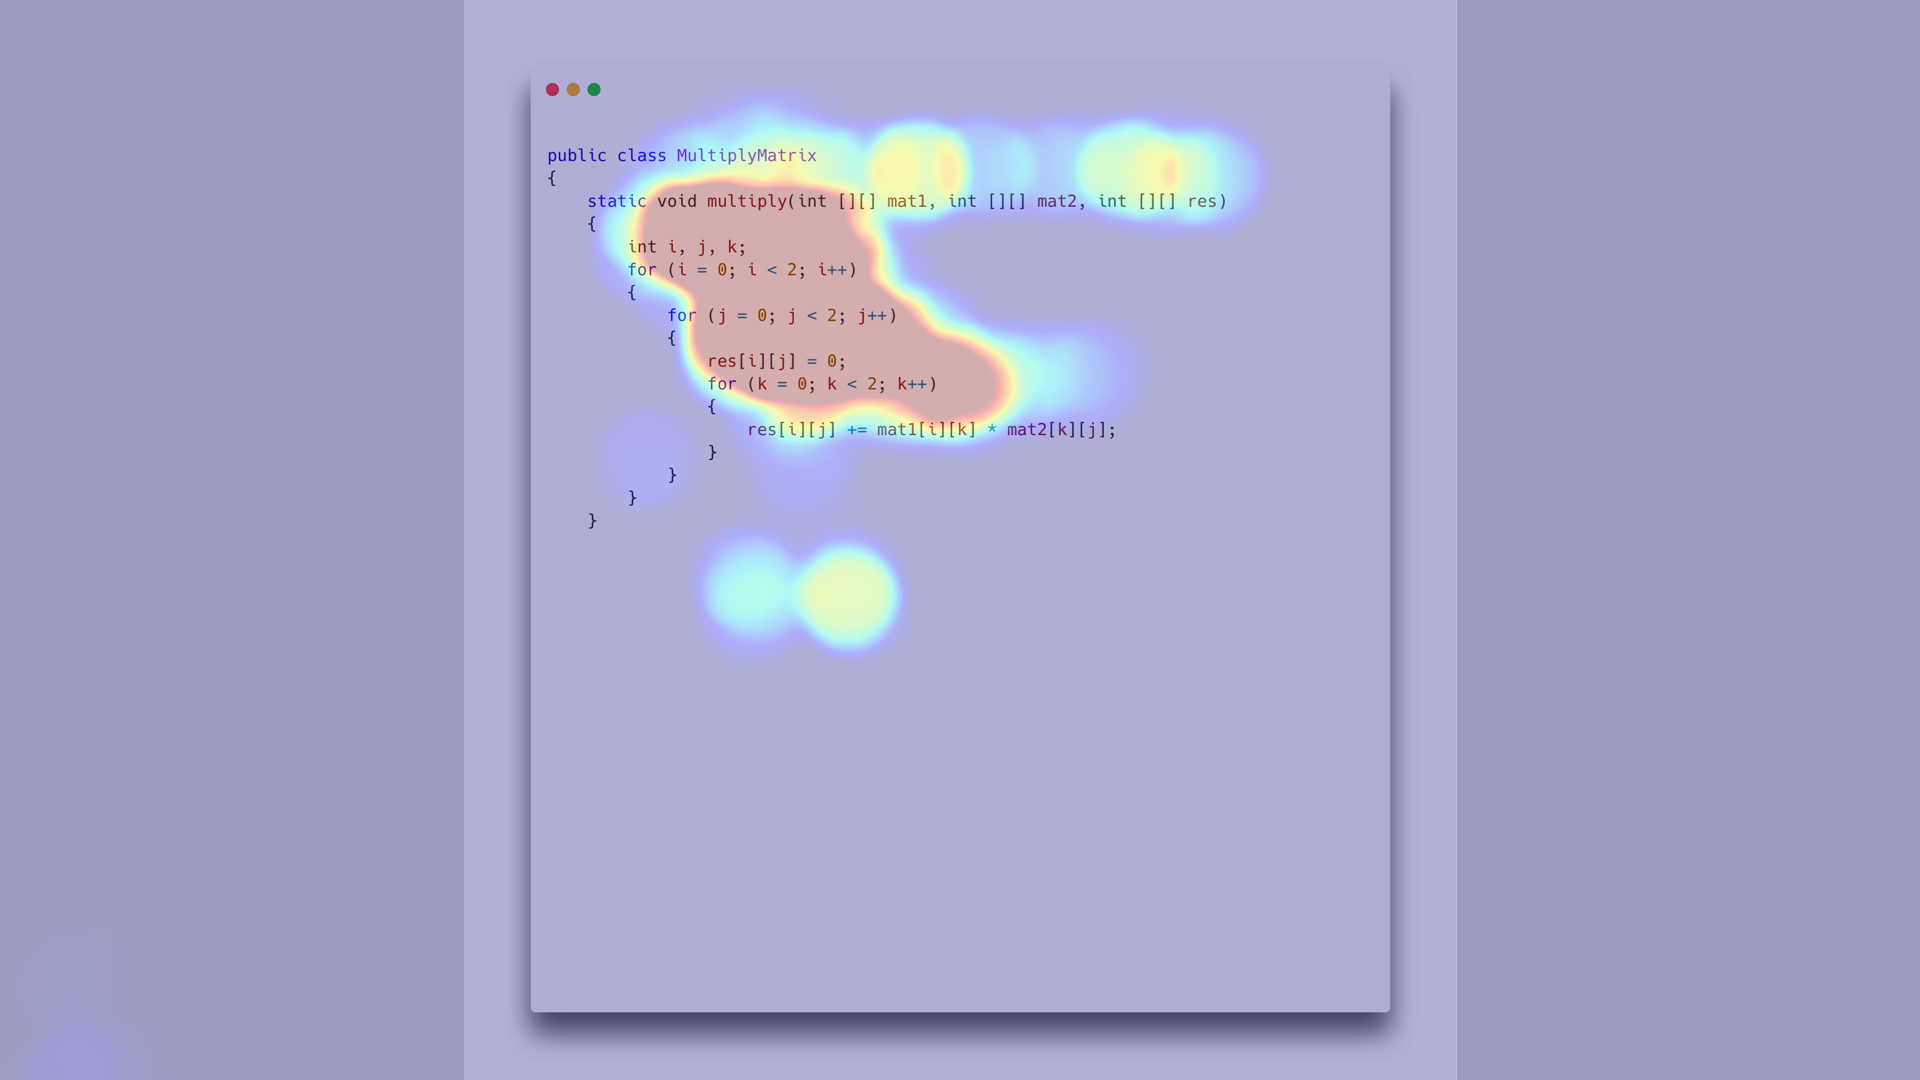 public class MultiplyMatrix
{
    static void multiply(int [][] mat1, int [][] mat2, int [][] res)
    {
        int i, j, k;
        for (i = 0; i < 2; i++)
        {
            for (j = 0; j < 2; j++)
            {
                res[i][j] = 0;
                for (k = 0; k < 2; k++)
                {
                    res[i][j] += mat1[i][k] * mat2[k][j];
                }
            }
        }
    }